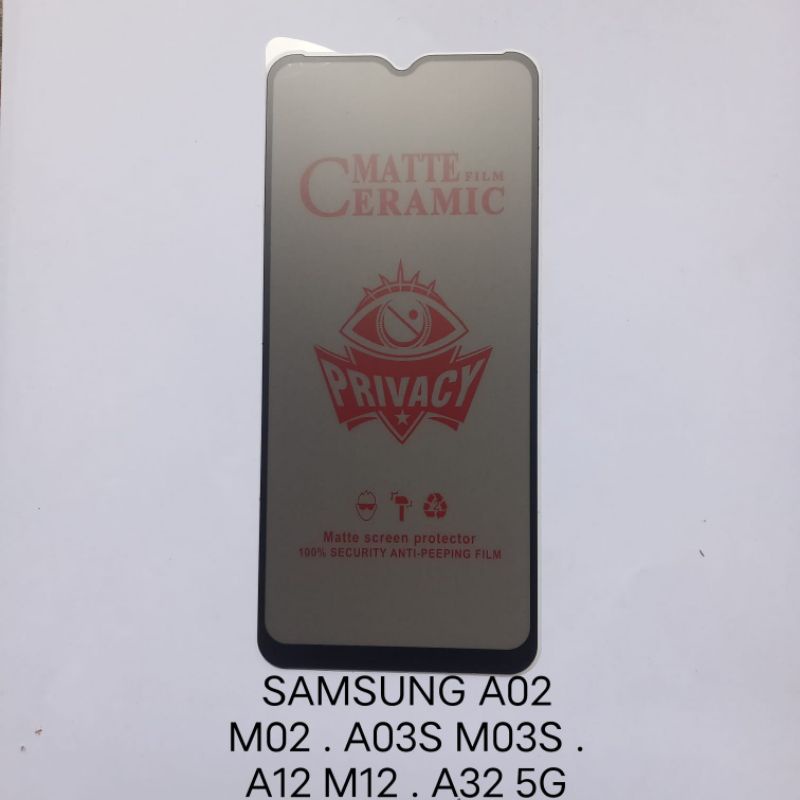 MATTE FILM
CERAMIC
PRIVACY
Matte screen protector
100% SECURITY ANTI-PEEPING FILM
SAMSUNG A02
M02 . A03S M03S .
A12 M12 . A32 5G